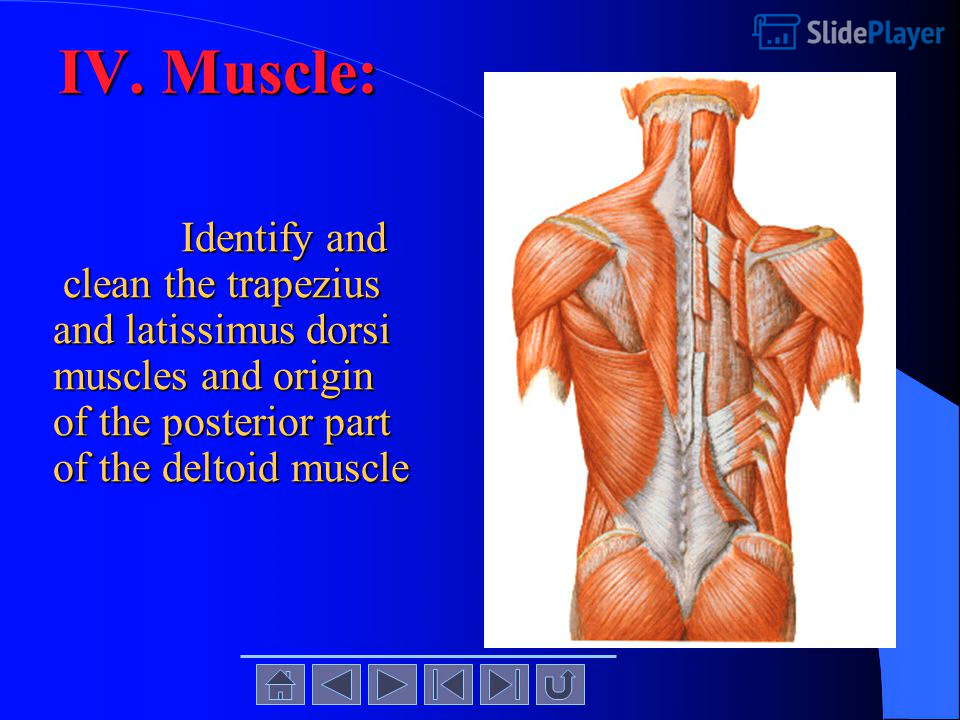 SlidePlayer
IV. Muscle:
Identify and
clean the trapezius
and latissimus dorsi
muscles and origin
of the posterior part
of the deltoid muscle